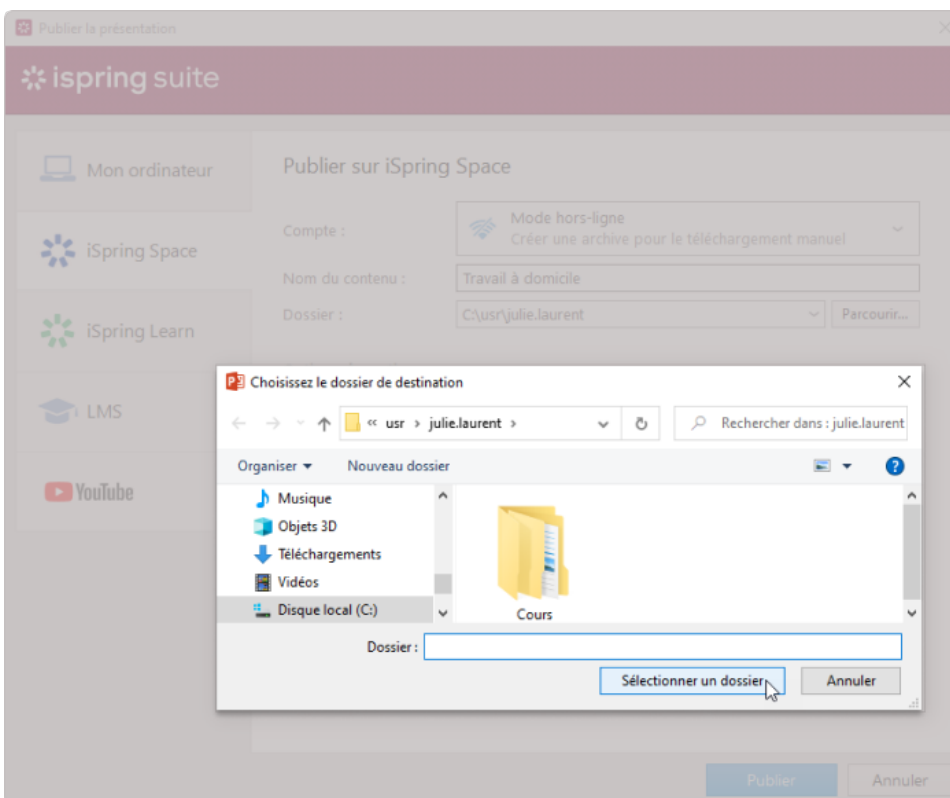 Publier la présentation
ispring suite
Mon ordinateur
iSpring Space
iSpring Learn
LMS
YouTube
Publier sur iSpring Space
Compte :
Mode hors-ligne
Créer une archive pour le téléchargement manuel
Nom du contenu :
Travail à domicile
Dossier :
C:\usr\julie.laurent
Parcourir...
Choisissez le dossier de destination
« usr › julie.laurent ›
Rechercher dans : julie.laurent
Organiser
Nouveau dossier
Musique
Objets 3D
Téléchargements
Vidéos
Disque local (C:)
Cours
Dossier :
Sélectionner un dossier
Annuler
Publier
Annuler